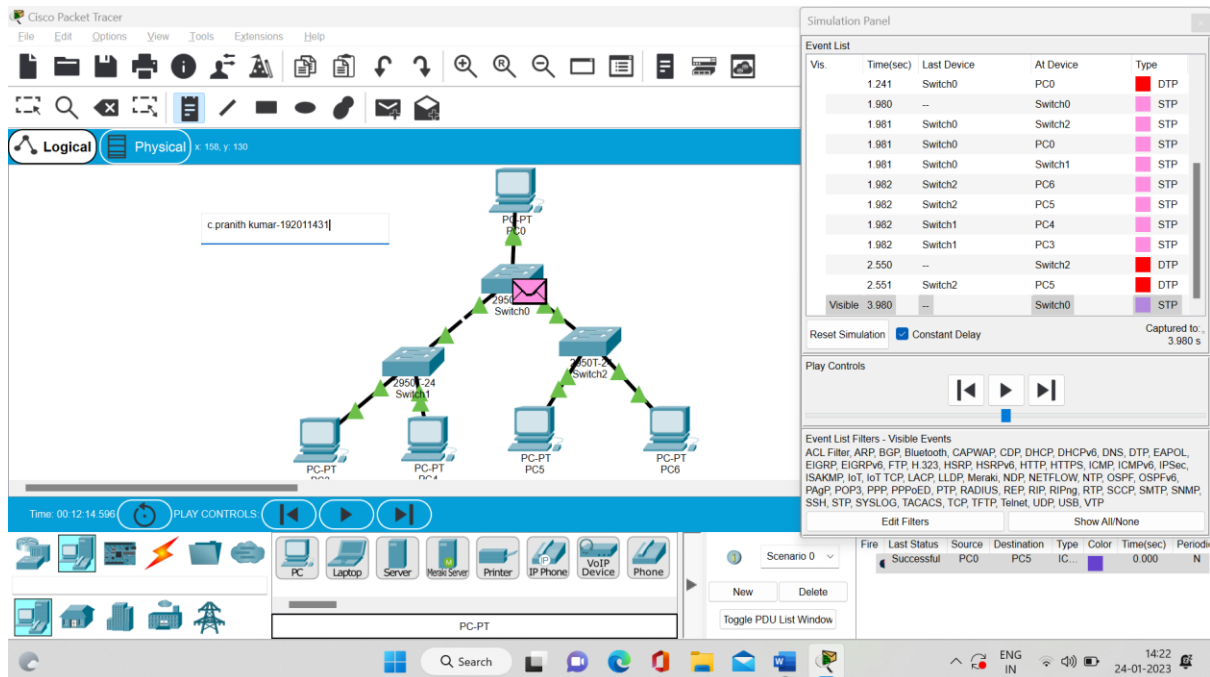 Cisco Packet Tracer
File Edit Options View Tools Extensions Help
Logical Physical x: 158, y: 130
c.pranith kumar-192011431
PC-PT
PC0
Switch0
2950T-24
Switch1
2950T-24
Switch2
PC-PT
PC-PT
PC-PT
PC5
PC-PT
PC6
Time: 00:12:14.596 PLAY CONTROLS:
PC Laptop Server Meraki Server Printer IP Phone VoIP Device Phone
PC-PT
Simulation Panel
Event List
Vis. Time(sec) Last Device At Device Type
1.241 Switch0 PC0 DTP
1.980 -- Switch0 STP
1.981 Switch0 Switch2 STP
1.981 Switch0 PC0 STP
1.981 Switch0 Switch1 STP
1.982 Switch2 PC6 STP
1.982 Switch2 PC5 STP
1.982 Switch1 PC4 STP
1.982 Switch1 PC3 STP
2.550 -- Switch2 DTP
2.551 Switch2 PC5 DTP
Visible 3.980 -- Switch0 STP
Reset Simulation Constant Delay Captured to:
3.980 s
Play Controls
Event List Filters - Visible Events
ACL Filter, ARP, BGP, Bluetooth, CAPWAP, CDP, DHCP, DHCPv6, DNS, DTP, EAPOL,
EIGRP, EIGRPv6, FTP, H.323, HSRP, HSRPv6, HTTP, HTTPS, ICMP, ICMPv6, IPSec,
ISAKMP, IoT, IoT TCP, LACP, LLDP, Meraki, NDP, NETFLOW, NTP, OSPF, OSPFv6,
PAgP, POP3, PPP, PPPoED, PTP, RADIUS, REP, RIP, RIPng, RTP, SCCP, SMTP, SNMP,
SSH, STP, SYSLOG, TACACS, TCP, TFTP, Telnet, UDP, USB, VTP
Edit Filters Show All/None
Scenario 0
New Delete
Toggle PDU List Window
Fire Last Status Source Destination Type Color Time(sec) Periodi
Successful PC0 PC5 IC... 0.000 N
Search
ENG
IN
14:22
24-01-2023